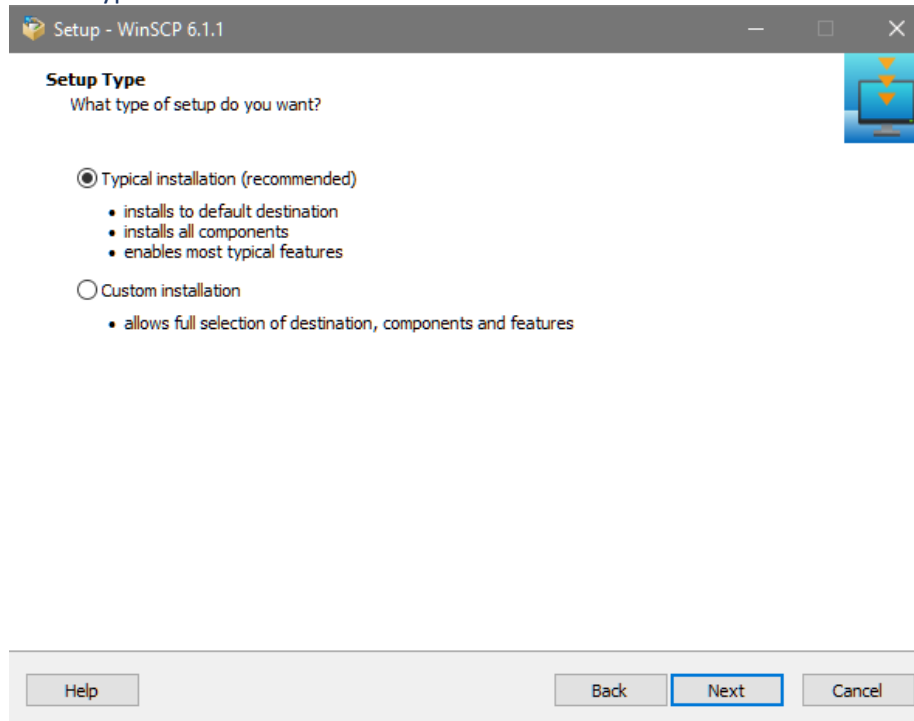 Setup - WinSCP 6.1.1
Setup Type
What type of setup do you want?
Typical installation (recommended)
• installs to default destination
• installs all components
• enables most typical features
Custom installation
• allows full selection of destination, components and features
Help
Back
Next
Cancel